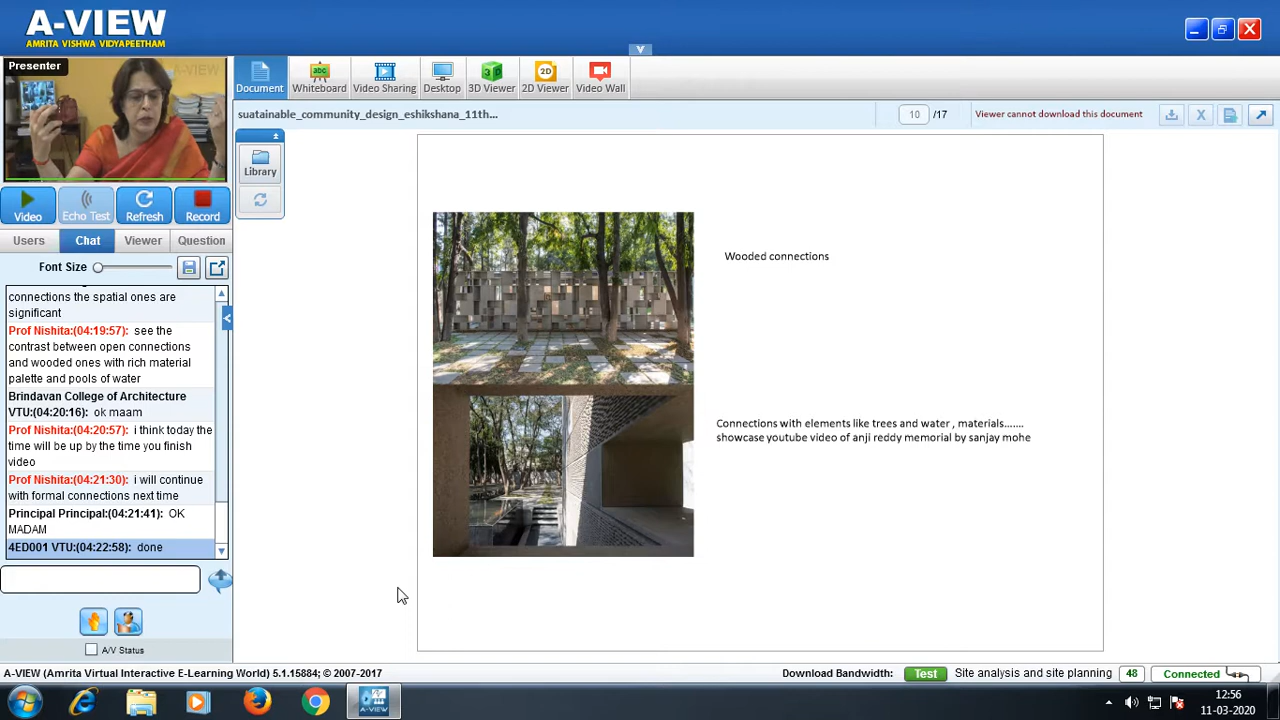 A-VIEW
AMRITA VISHWA VIDYAPEETHAM
Presenter
A-VIEW
Document
Whiteboard
Video Sharing
Desktop
3D Viewer
2D Viewer
Video Wall
suatainable_community_design_eshikshana_11th...
10 /17
Viewer cannot download this document
Library
Video
Echo Test
Refresh
Record
Users
Chat
Viewer
Question
Font Size
connections the spatial ones are
significant
Prof Nishita:(04:19:57): see the
contrast between open connections
and wooded ones with rich material
palette and pools of water
Brindavan College of Architecture
VTU:(04:20:16): ok maam
Prof Nishita:(04:20:57): i think today the
time will be up by the time you finish
video
Prof Nishita:(04:21:30): i will continue
with formal connections next time
Principal Principal:(04:21:41): OK
MADAM
4ED001 VTU:(04:22:58): done
A/V Status
Wooded connections
Connections with elements like trees and water , materials.......
showcase youtube video of anji reddy memorial by sanjay mohe
A-VIEW (Amrita Virtual Interactive E-Learning World) 5.1.15884; © 2007-2017
Download Bandwidth:
Test
Site analysis and site planning
48
Connected
12:56
11-03-2020